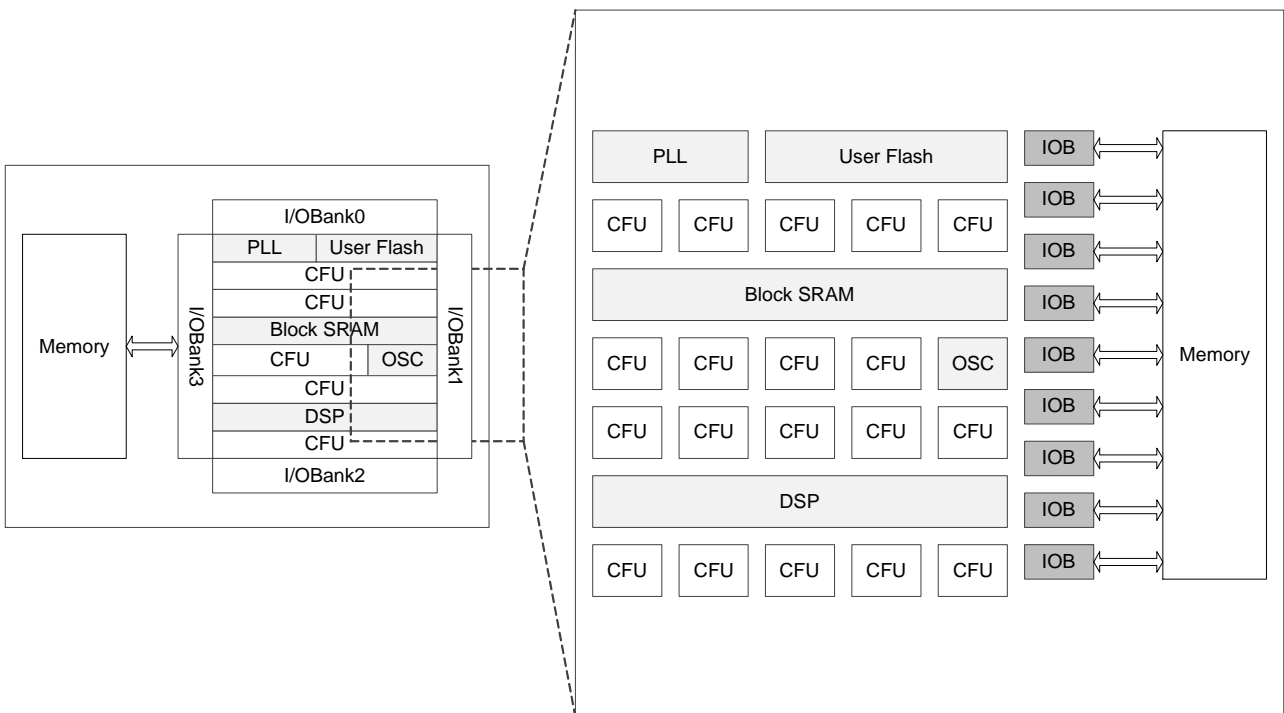 I/OBank0
PLL User Flash
CFU
CFU
Block SRAM
CFU OSC
CFU
DSP
CFU
I/OBank2
I/OBank3
I/OBank1
Memory
PLL User Flash IOB
IOB
CFU CFU CFU CFU CFU
IOB
Block SRAM IOB
CFU CFU CFU CFU OSC IOB
Memory
IOB
CFU CFU CFU CFU CFU
IOB
DSP IOB
CFU CFU CFU CFU CFU IOB